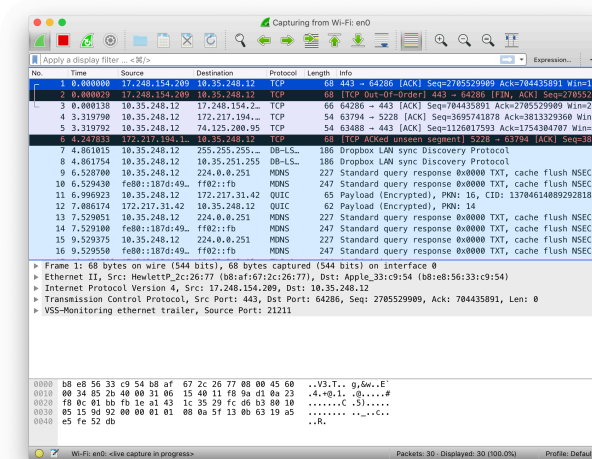 Capturing from Wi-Fi: en0
Apply a display filter ... <⌘/>
Expression...
No. Time Source Destination Protocol Length Info
1 0.000000 17.248.154.209 10.35.248.12 TCP 68 443 → 64286 [ACK] Seq=2705529909 Ack=704435891 Win=1
2 0.000029 17.248.154.209 10.35.248.12 TCP 68 [TCP Out-Of-Order] 443 → 64286 [FIN, ACK] Seq=270552
3 0.000138 10.35.248.12 17.248.154.2… TCP 66 64286 → 443 [ACK] Seq=704435891 Ack=2705529909 Win=2
4 3.319790 10.35.248.12 172.217.194.… TCP 54 63794 → 5228 [ACK] Seq=3695741878 Ack=3813329360 Win
5 3.319792 10.35.248.12 74.125.200.95 TCP 54 63488 → 443 [ACK] Seq=1126017593 Ack=1754304707 Win=
6 4.247833 172.217.194.1… 10.35.248.12 TCP 68 [TCP ACKed unseen segment] 5228 → 63794 [ACK] Seq=38
7 4.861015 10.35.248.12 255.255.255.… DB-LS… 186 Dropbox LAN sync Discovery Protocol
8 4.861754 10.35.248.12 10.35.251.255 DB-LS… 186 Dropbox LAN sync Discovery Protocol
9 6.528700 10.35.248.12 224.0.0.251 MDNS 227 Standard query response 0x0000 TXT, cache flush NSEC
10 6.529430 fe80::187d:49… ff02::fb MDNS 247 Standard query response 0x0000 TXT, cache flush NSEC
11 6.996923 10.35.248.12 172.217.31.42 QUIC 65 Payload (Encrypted), PKN: 16, CID: 13704614089292818
12 7.086174 172.217.31.42 10.35.248.12 QUIC 62 Payload (Encrypted), PKN: 14
13 7.529051 10.35.248.12 224.0.0.251 MDNS 227 Standard query response 0x0000 TXT, cache flush NSEC
14 7.529100 fe80::187d:49… ff02::fb MDNS 247 Standard query response 0x0000 TXT, cache flush NSEC
15 9.529375 10.35.248.12 224.0.0.251 MDNS 227 Standard query response 0x0000 TXT, cache flush NSEC
16 9.529550 fe80::187d:49… ff02::fb MDNS 247 Standard query response 0x0000 TXT, cache flush NSEC
Frame 1: 68 bytes on wire (544 bits), 68 bytes captured (544 bits) on interface 0
Ethernet II, Src: HewlettP_2c:26:77 (b8:af:67:2c:26:77), Dst: Apple_33:c9:54 (b8:e8:56:33:c9:54)
Internet Protocol Version 4, Src: 17.248.154.209, Dst: 10.35.248.12
Transmission Control Protocol, Src Port: 443, Dst Port: 64286, Seq: 2705529909, Ack: 704435891, Len: 0
VSS-Monitoring ethernet trailer, Source Port: 21211
0000 b8 e8 56 33 c9 54 b8 af 67 2c 26 77 08 00 45 60 ..V3.T.. g,&w..E`
0010 00 34 85 2b 40 00 31 06 15 40 11 f8 9a d1 0a 23 .4.+@.1. .@.....#
0020 f8 0c 01 bb fb 1e a1 43 1c 35 29 fc d6 b3 80 10 .......C .5).....
0030 05 15 9d 92 00 00 01 01 08 0a 5f 13 0b 63 19 a5 ........ .._..c..
0040 e5 fe 52 db ..R.
Wi-Fi: en0: <live capture in progress> Packets: 30 · Displayed: 30 (100.0%) Profile: Default